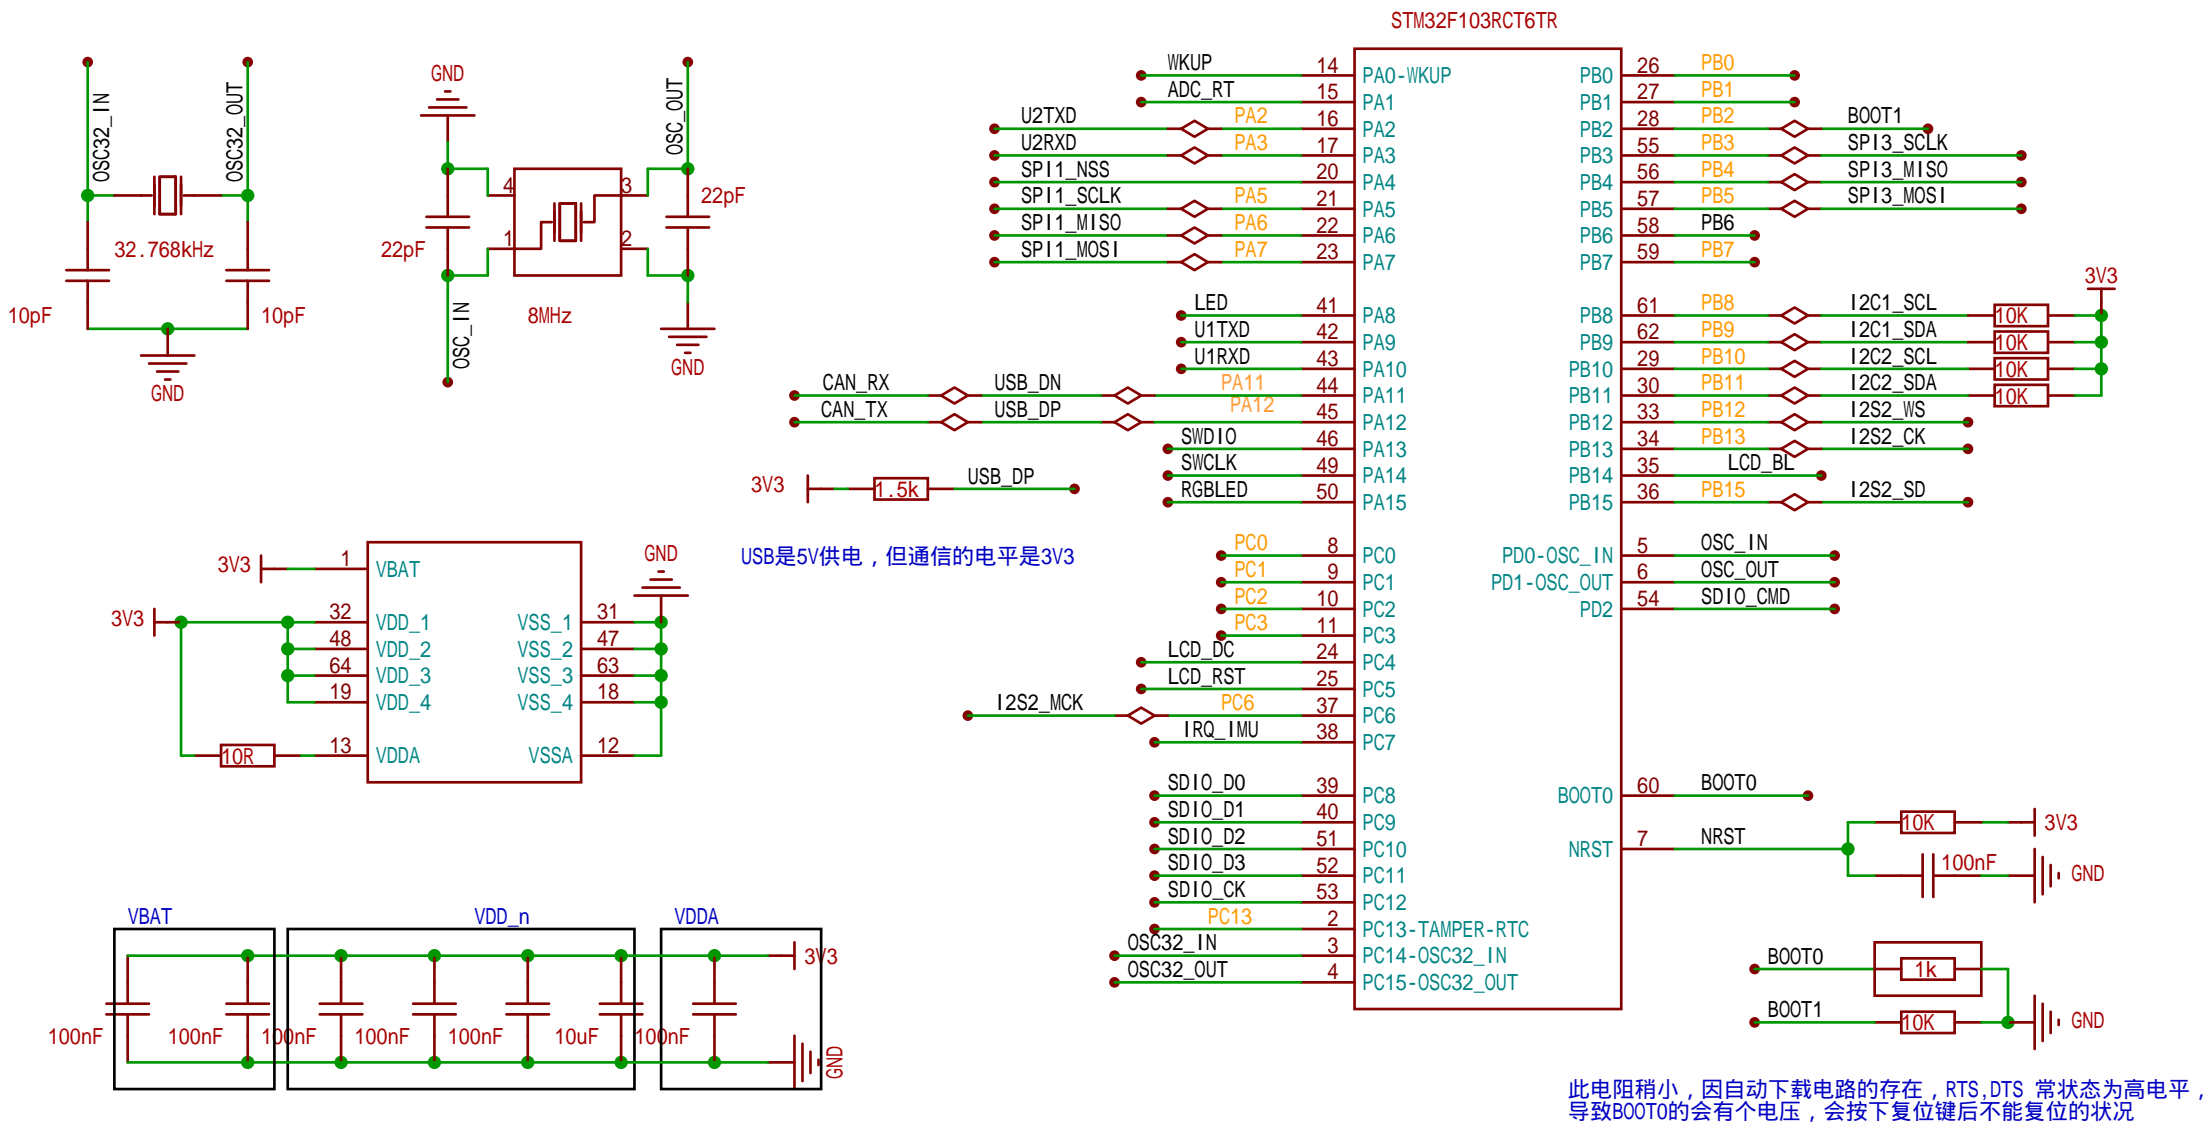 STM32F103RCT6TR
OSC32_IN
OSC32_OUT
32.768kHz
10pF
10pF
GND
GND
OSC_OUT
4
3
1
2
22pF
22pF
8MHz
OSC_IN
GND
WKUP 14 PA0-WKUP
ADC_RT 15 PA1
U2TXD PA2 16 PA2
U2RXD PA3 17 PA3
SPI1_NSS 20 PA4
SPI1_SCLK PA5 21 PA5
SPI1_MISO PA6 22 PA6
SPI1_MOSI PA7 23 PA7
LED 41 PA8
U1TXD 42 PA9
U1RXD 43 PA10
CAN_RX USB_DN PA11 44 PA11
CAN_TX USB_DP PA12 45 PA12
SWDIO 46 PA13
SWCLK 49 PA14
RGBLED 50 PA15
PC0 8 PC0
PC1 9 PC1
PC2 10 PC2
PC3 11 PC3
LCD_DC 24 PC4
LCD_RST 25 PC5
I2S2_MCK PC6 37 PC6
IRQ_IMU 38 PC7
SDIO_D0 39 PC8
SDIO_D1 40 PC9
SDIO_D2 51 PC10
SDIO_D3 52 PC11
SDIO_CK 53 PC12
PC13 2 PC13-TAMPER-RTC
OSC32_IN 3 PC14-OSC32_IN
OSC32_OUT 4 PC15-OSC32_OUT
PB0 26 PB0
PB1 27 PB1
PB2 28 PB2 BOOT1
PB3 55 PB3 SPI3_SCLK
PB4 56 PB4 SPI3_MISO
PB5 57 PB5 SPI3_MOSI
PB6 58 PB6
PB7 59 PB7
3V3
PB8 61 PB8 I2C1_SCL 10K
PB9 62 PB9 I2C1_SDA 10K
PB10 29 PB10 I2C2_SCL 10K
PB11 30 PB11 I2C2_SDA 10K
PB12 33 PB12 I2S2_WS
PB13 34 PB13 I2S2_CK
PB14 35 LCD_BL
PB15 36 PB15 I2S2_SD
PD0-OSC_IN 5 OSC_IN
PD1-OSC_OUT 6 OSC_OUT
PD2 54 SDIO_CMD
BOOT0 60 BOOT0
NRST 7 NRST
10K 3V3
100nF GND
BOOT0 1k
BOOT1 10K GND
3V3 1.5k USB_DP
USB是5V供电，但通信的电平是3V3
3V3 1 VBAT
GND
3V3 32 VDD_1 VSS_1 31
48 VDD_2 VSS_2 47
64 VDD_3 VSS_3 63
19 VDD_4 VSS_4 18
10R 13 VDDA VSSA 12
VBAT VDD_n VDDA
3V3
100nF 100nF 100nF 100nF 100nF 10uF 100nF
GND
此电阻稍小，因自动下载电路的存在，RTS,DTS 常状态为高电平，
导致BOOT0的会有个电压，会按下复位键后不能复位的状况